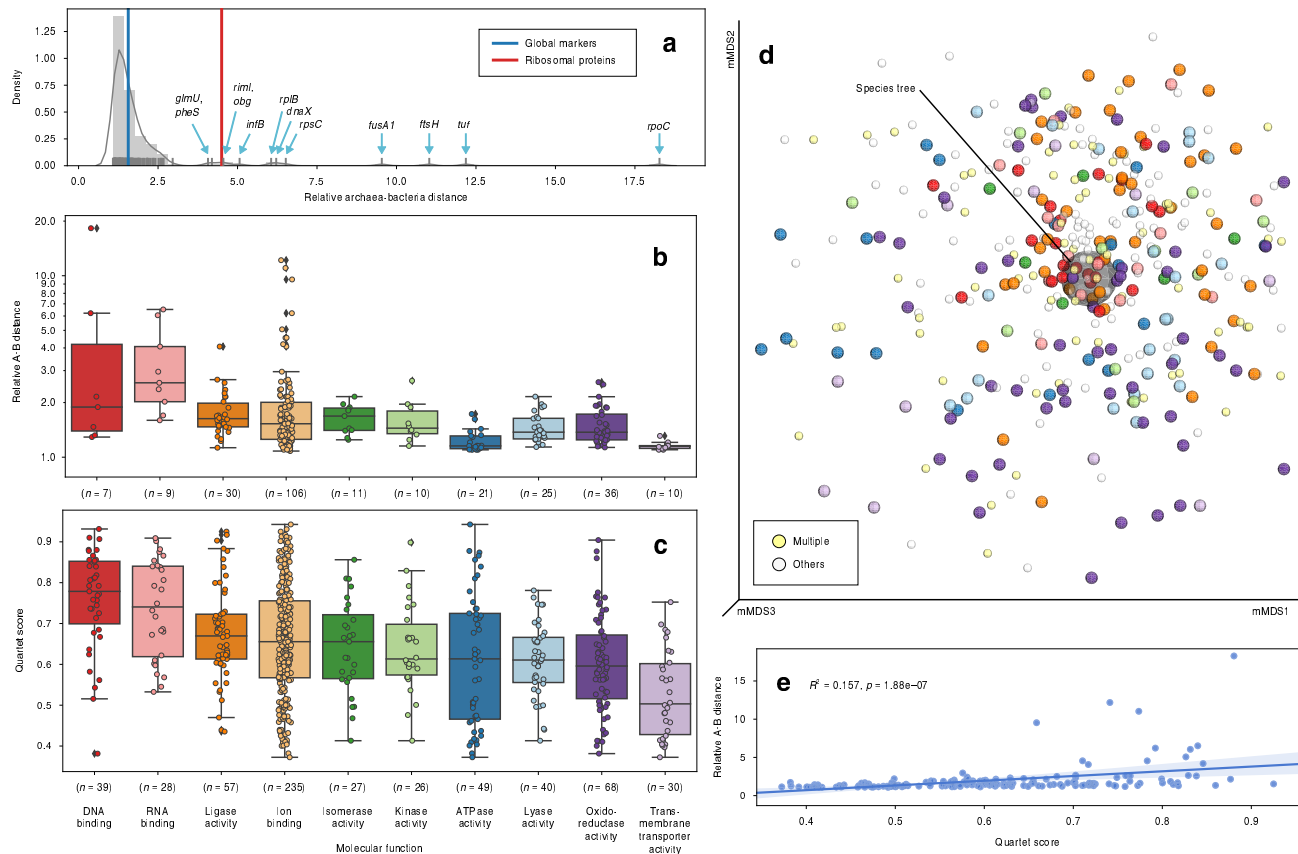 1.25
1.00
0.75
0.50
0.25
0.00
Density
a
Global markers
Ribosomal proteins
glmU,
pheS
rimI,
obg
infB
rplB
dnaX
rpsC
fusA1
ftsH
tuf
rpoC
0.0
2.5
5.0
7.5
10.0
12.5
15.0
17.5
Relative archaea-bacteria distance
b
20.0
10.0
9.0
8.0
7.0
6.0
5.0
4.0
3.0
2.0
1.0
Relative A-B distance
(n = 7)
(n = 9)
(n = 30)
(n = 106)
(n = 11)
(n = 10)
(n = 21)
(n = 25)
(n = 36)
(n = 10)
c
0.9
0.8
0.7
0.6
0.5
0.4
Quartet score
(n = 39)
(n = 28)
(n = 57)
(n = 235)
(n = 27)
(n = 26)
(n = 49)
(n = 40)
(n = 68)
(n = 30)
DNA
binding
RNA
binding
Ligase
activity
Ion
binding
Isomerase
activity
Kinase
activity
ATPase
activity
Lyase
activity
Oxido-
reductase
activity
Trans-
membrane
transporter
activity
Molecular function
d
mMDS2
Species tree
Multiple
Others
mMDS3
mMDS1
e
R² = 0.157, p = 1.88e−07
15
10
5
0
Relative A-B distance
0.4
0.5
0.6
0.7
0.8
0.9
Quartet score